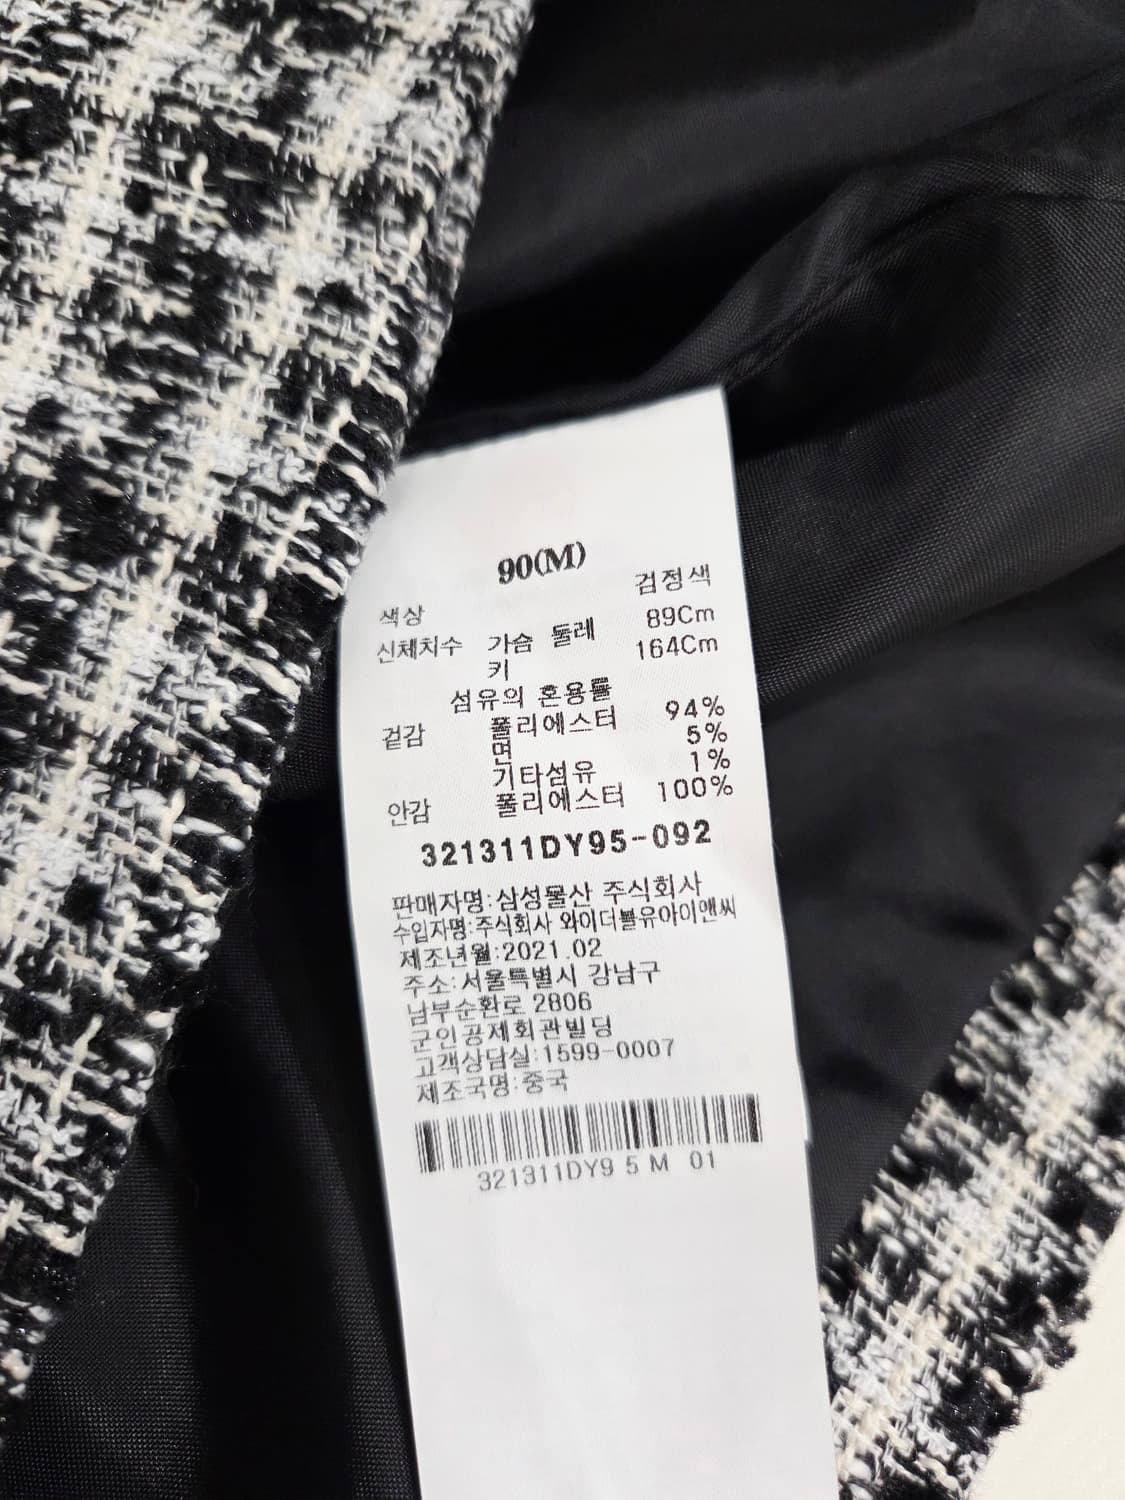 90(M)
색상 검정색
신체치수 가슴 둘레 89Cm
키 164Cm
섬유의 혼용률
겉감 폴리에스터 94%
면 5%
기타섬유 1%
안감 폴리에스터 100%
321311DY95-092
판매자명:삼성물산 주식회사
수입자명:주식회사 와이더블유아이앤씨
제조년월:2021.02
주소:서울특별시 강남구
남부순환로 2806
군인공제회관빌딩
고객상담실:1599-0007
제조국명:중국
321311DY9 5 M 01